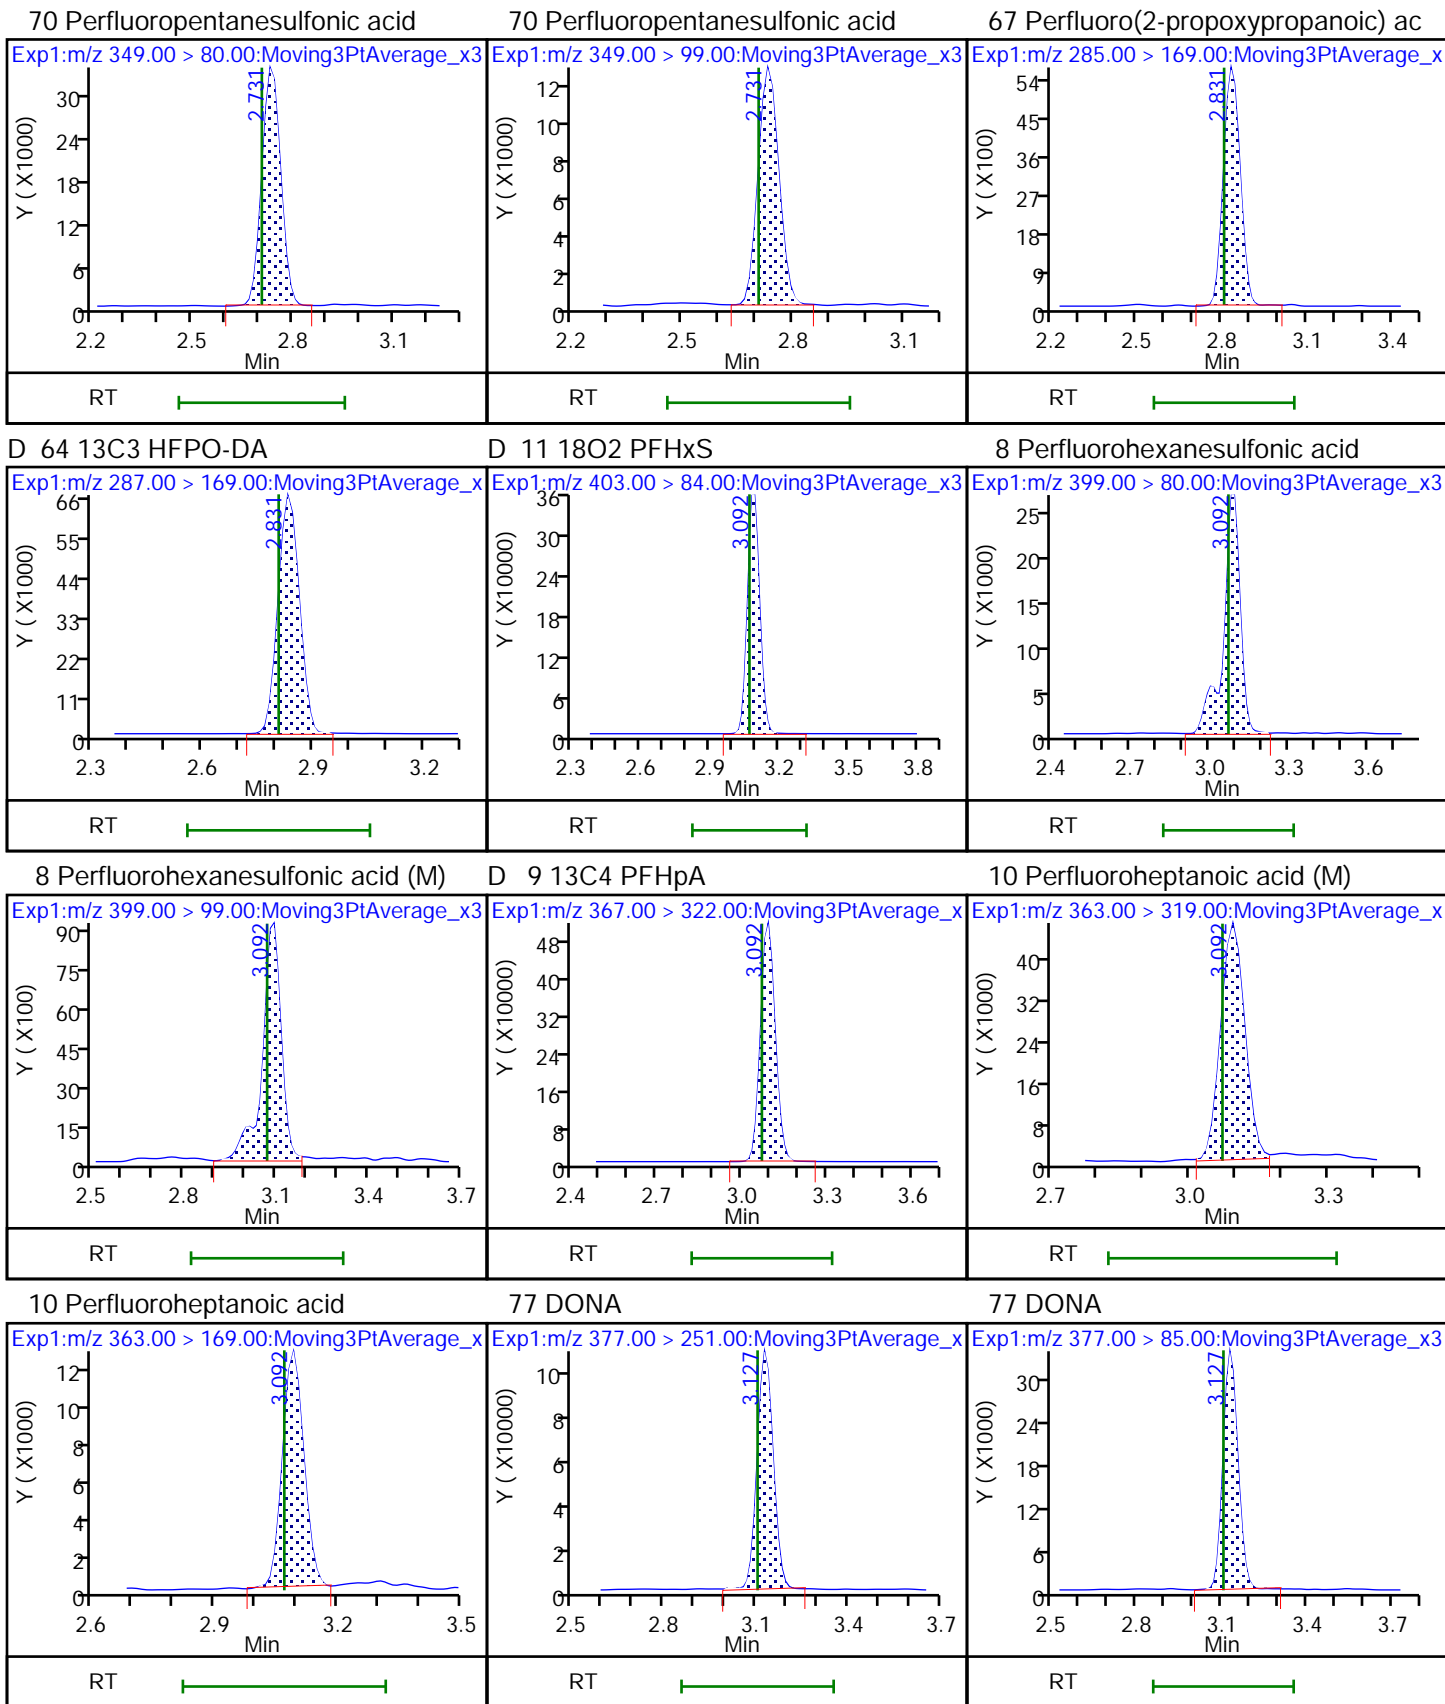 70 Perfluoropentanesulfonic acid
Exp1:m/z 349.00 > 80.00:Moving3PtAverage_x3
2.731
Y ( X1000)
30
24
18
12
6
0
2.2 2.5 2.8 3.1
Min
RT
70 Perfluoropentanesulfonic acid
Exp1:m/z 349.00 > 99.00:Moving3PtAverage_x3
2.731
Y ( X1000)
12
10
8
6
4
2
0
2.2 2.5 2.8 3.1
Min
RT
67 Perfluoro(2-propoxypropanoic) ac
Exp1:m/z 285.00 > 169.00:Moving3PtAverage_x
2.831
Y ( X100)
54
45
36
27
18
9
0
2.2 2.5 2.8 3.1 3.4
Min
RT
D 64 13C3 HFPO-DA
Exp1:m/z 287.00 > 169.00:Moving3PtAverage_x
2.831
Y ( X1000)
66
55
44
33
22
11
0
2.3 2.6 2.9 3.2
Min
RT
D 11 18O2 PFHxS
Exp1:m/z 403.00 > 84.00:Moving3PtAverage_x3
3.092
Y ( X10000)
36
30
24
18
12
6
0
2.3 2.6 2.9 3.2 3.5 3.8
Min
RT
8 Perfluorohexanesulfonic acid
Exp1:m/z 399.00 > 80.00:Moving3PtAverage_x3
3.092
Y ( X1000)
25
20
15
10
5
0
2.4 2.7 3.0 3.3 3.6
Min
RT
8 Perfluorohexanesulfonic acid (M)
Exp1:m/z 399.00 > 99.00:Moving3PtAverage_x3
3.092
Y ( X100)
90
75
60
45
30
15
0
2.5 2.8 3.1 3.4 3.7
Min
RT
D 9 13C4 PFHpA
Exp1:m/z 367.00 > 322.00:Moving3PtAverage_x
3.092
Y ( X10000)
48
40
32
24
16
8
0
2.4 2.7 3.0 3.3 3.6
Min
RT
10 Perfluoroheptanoic acid (M)
Exp1:m/z 363.00 > 319.00:Moving3PtAverage_x
3.092
Y ( X1000)
40
32
24
16
8
0
2.7 3.0 3.3
Min
RT
10 Perfluoroheptanoic acid
Exp1:m/z 363.00 > 169.00:Moving3PtAverage_x
3.092
Y ( X1000)
12
10
8
6
4
2
0
2.6 2.9 3.2 3.5
Min
RT
77 DONA
Exp1:m/z 377.00 > 251.00:Moving3PtAverage_x
3.127
Y ( X10000)
10
8
6
4
2
0
2.5 2.8 3.1 3.4 3.7
Min
RT
77 DONA
Exp1:m/z 377.00 > 85.00:Moving3PtAverage_x3
3.127
Y ( X1000)
30
24
18
12
6
0
2.5 2.8 3.1 3.4 3.7
Min
RT